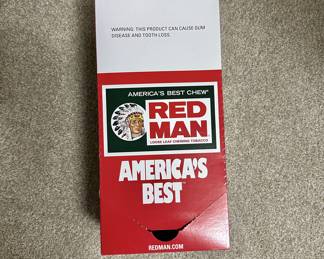 WARNING: THIS PRODUCT CAN CAUSE GUM
DISEASE AND TOOTH LOSS
AMERICA'S BEST CHEW®
RED
MAN
LOOSE LEAF CHEWING TOBACCO
AMERICA'S
BEST™
REDMAN.COM